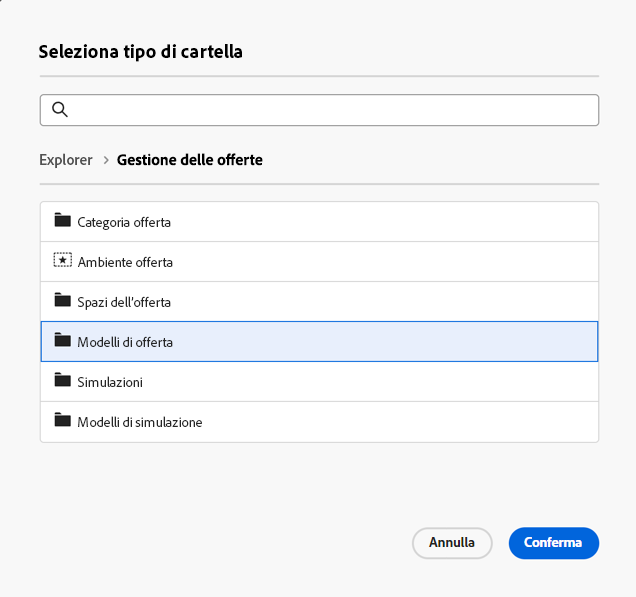 Seleziona tipo di cartella
Explorer > Gestione delle offerte
Categoria offerta
Ambiente offerta
Spazi dell'offerta
Modelli di offerta
Simulazioni
Modelli di simulazione
Annulla Conferma